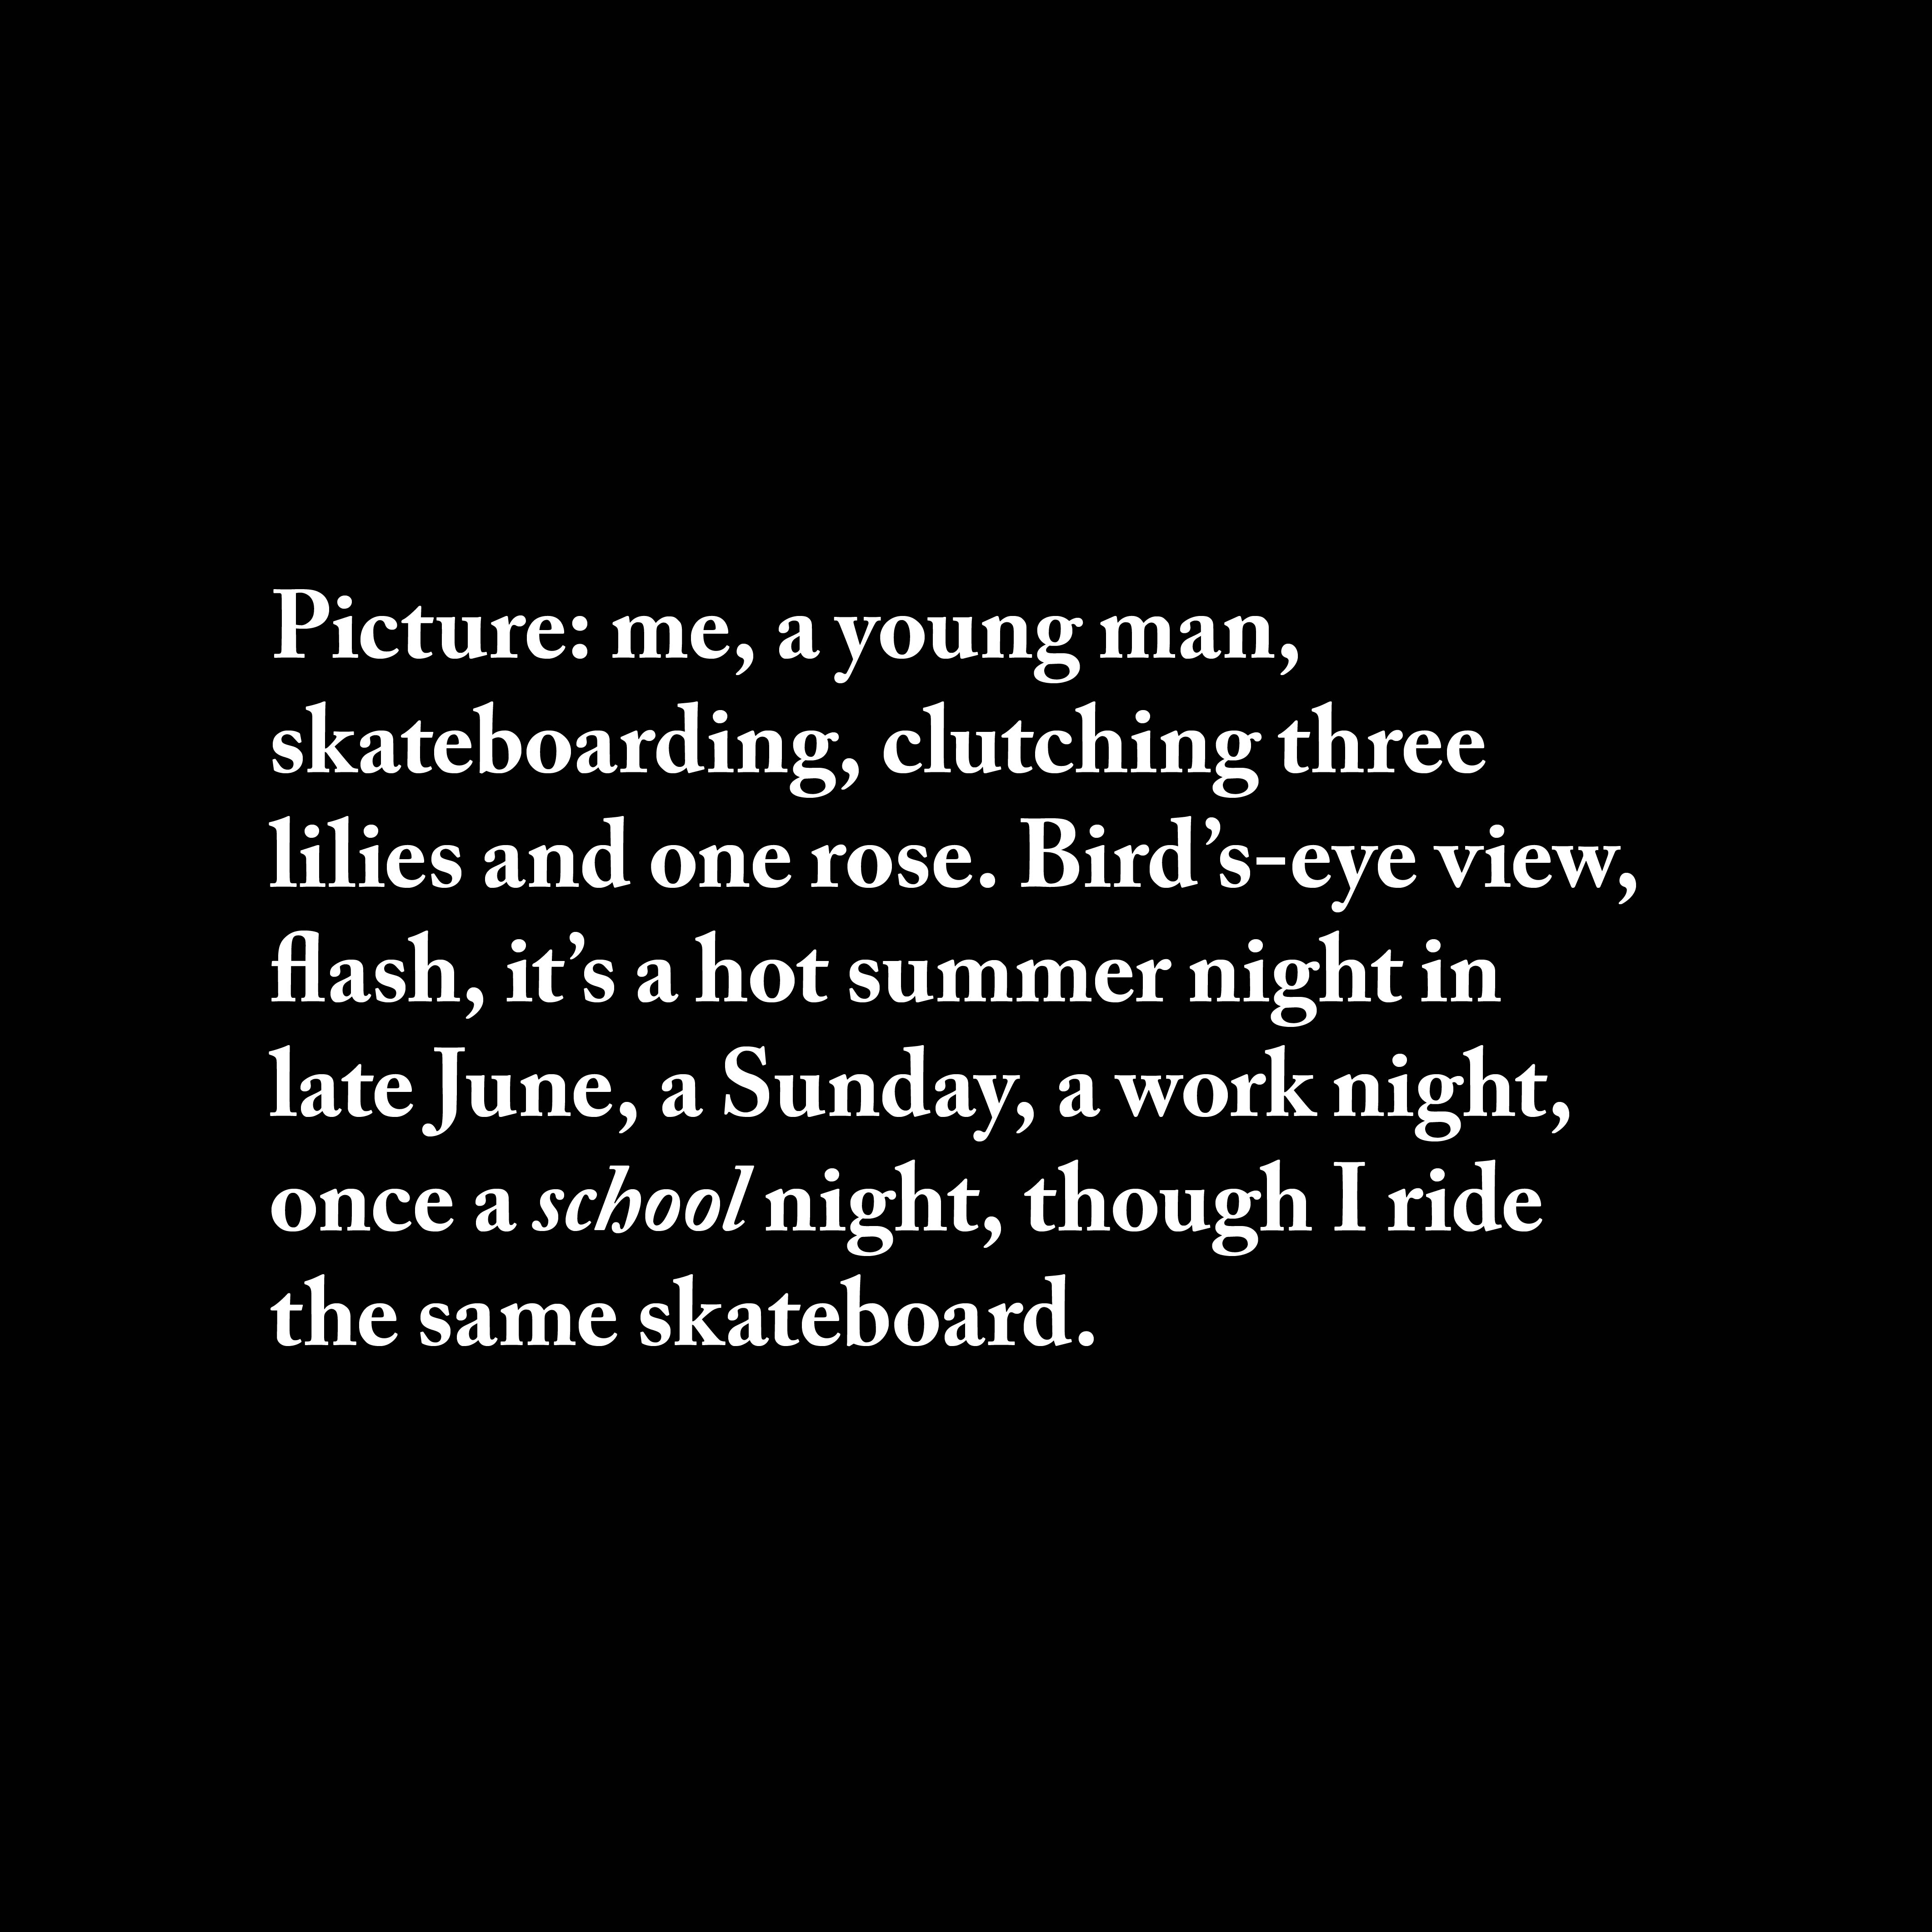 Picture: me, a young man,
skateboarding, clutching three
lilies and one rose. Bird’s-eye view,
flash, it’s a hot summer night in
late June, a Sunday, a work night,
once a school night, though I ride
the same skateboard.